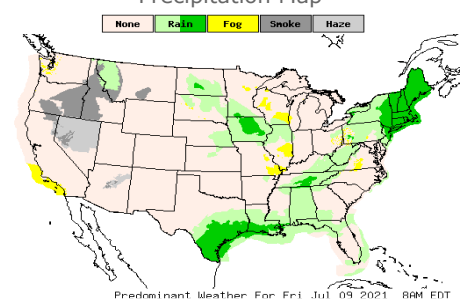 Precipitation Map
None Rain Fog Smoke Haze
Predominant Weather For Fri Jul 09 2021 8AM EDT